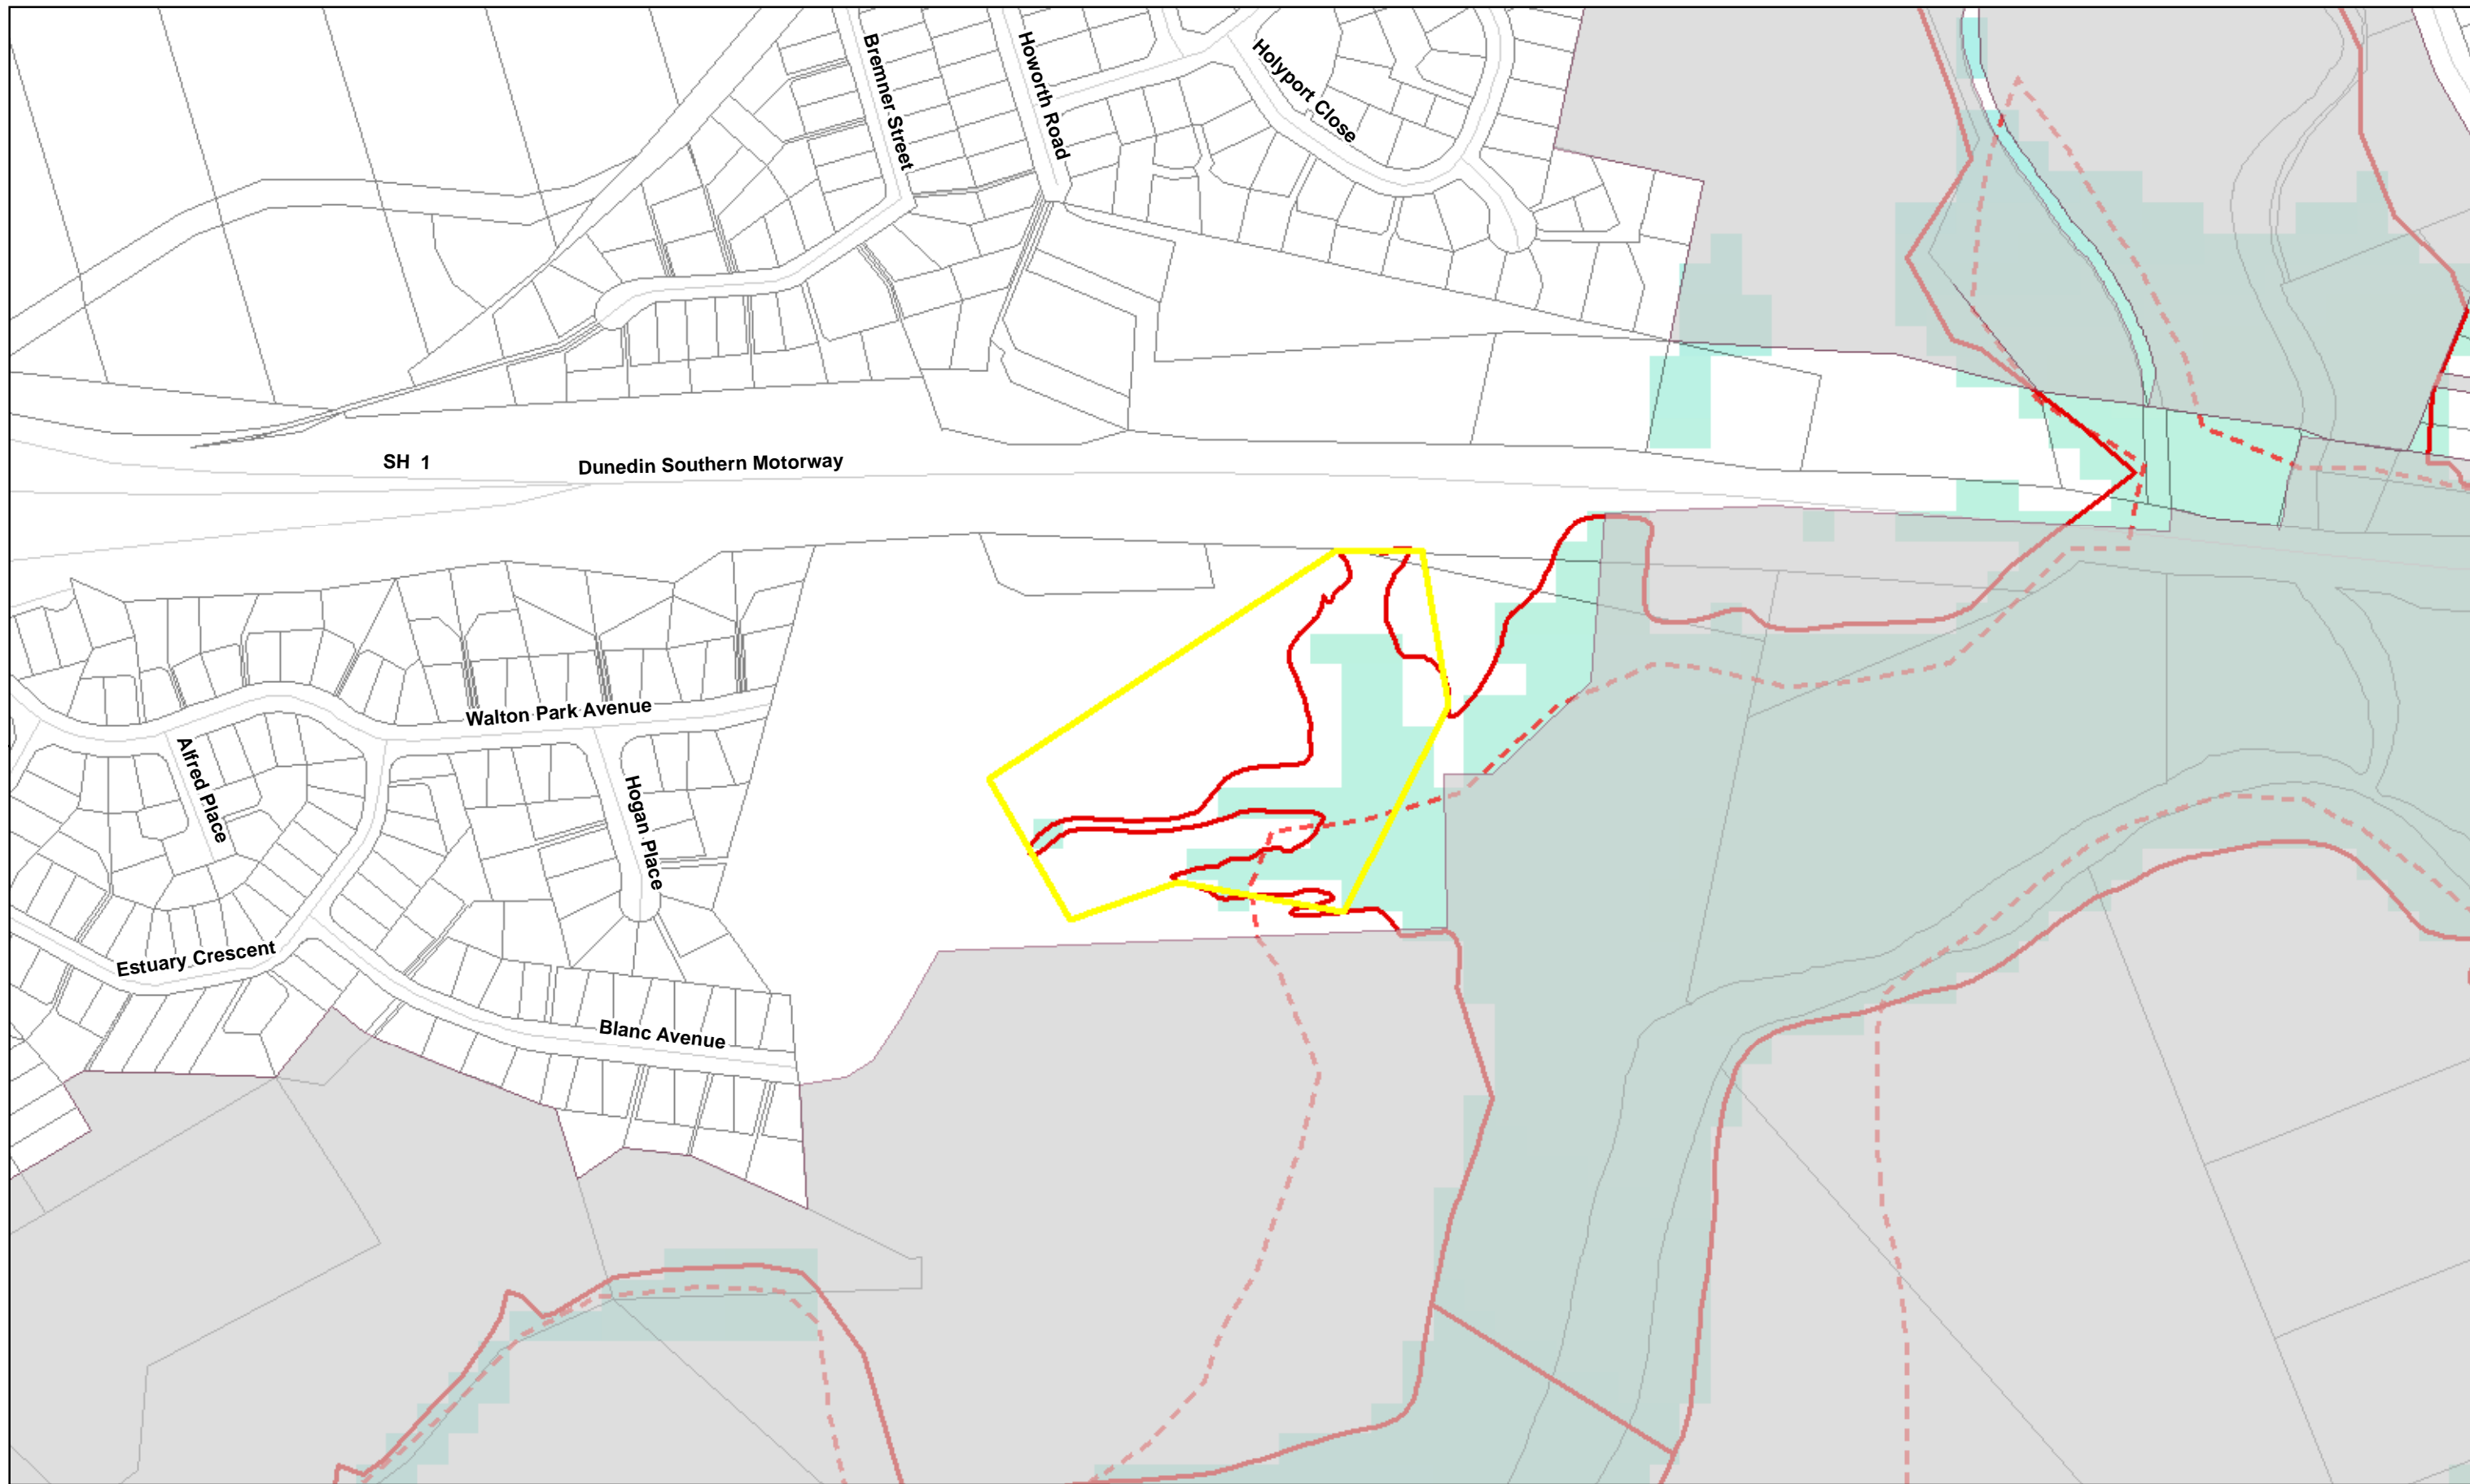 Bremner Street
Howorth Road
Holyport Close
SH 1
Dunedin Southern Motorway
Walton Park Avenue
Alfred Place
Hogan Place
Estuary Crescent
Blanc Avenue